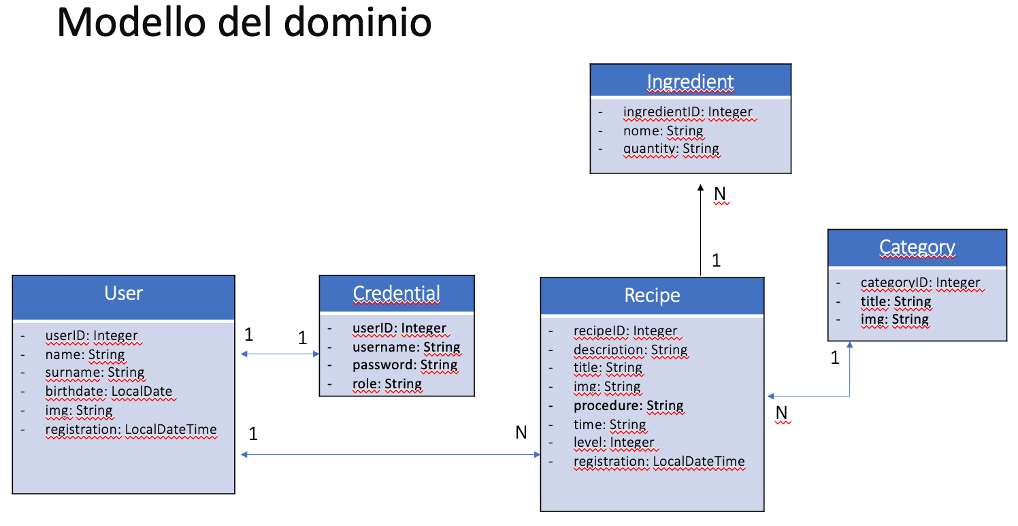 Modello del dominio
Ingredient
- ingredientID: Integer
- nome: String
- quantity: String
N
1
Category
- categoryID: Integer
- title: String
- img: String
1
N
User
- userID: Integer
- name: String
- surname: String
- birthdate: LocalDate
- img: String
- registration: LocalDateTime
1
1
Credential
- userID: Integer
- username: String
- password: String
- role: String
1
N
Recipe
- recipeID: Integer
- description: String
- title: String
- img: String
- procedure: String
- time: String
- level: Integer
- registration: LocalDateTime